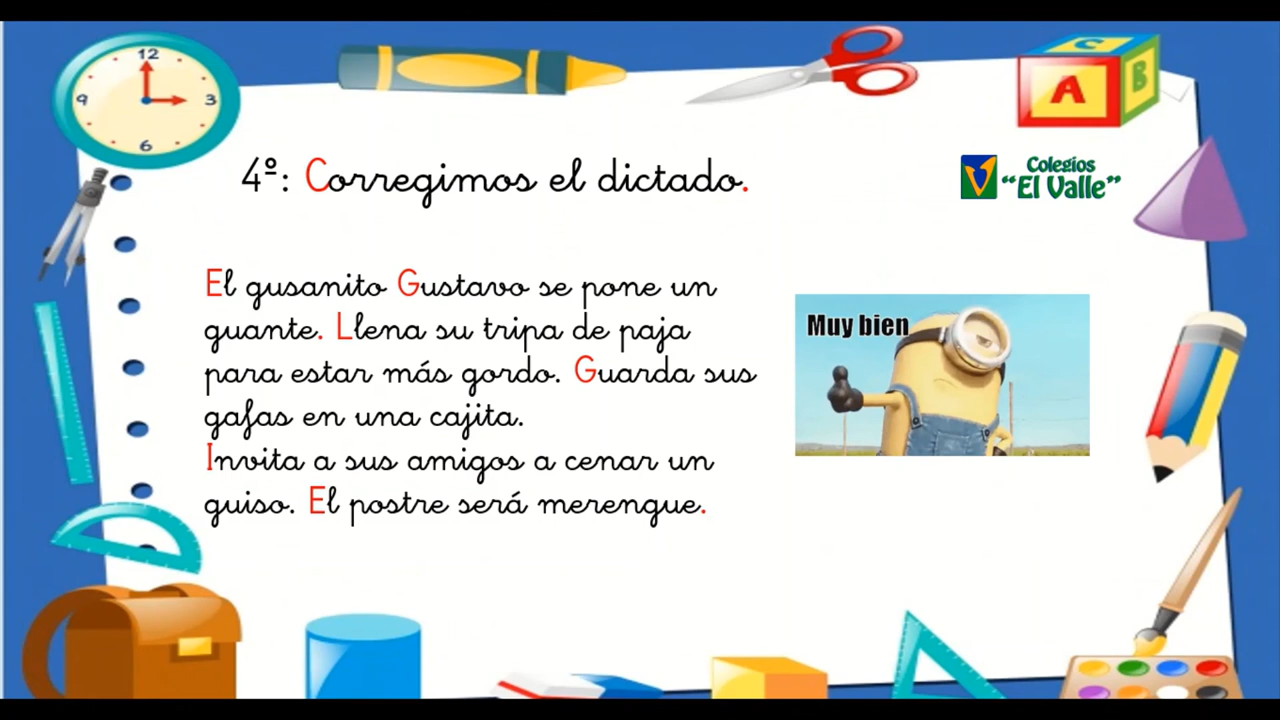 12
9
3
6
C
A
B
4º: Corregimos el dictado.
Colegios
"El Valle"
El gusanito Gustavo se pone un
guante. Llena su tripa de paja
para estar más gordo. Guarda sus
gafas en una cajita.
Invita a sus amigos a cenar un
guiso. El postre será merengue.
Muy bien